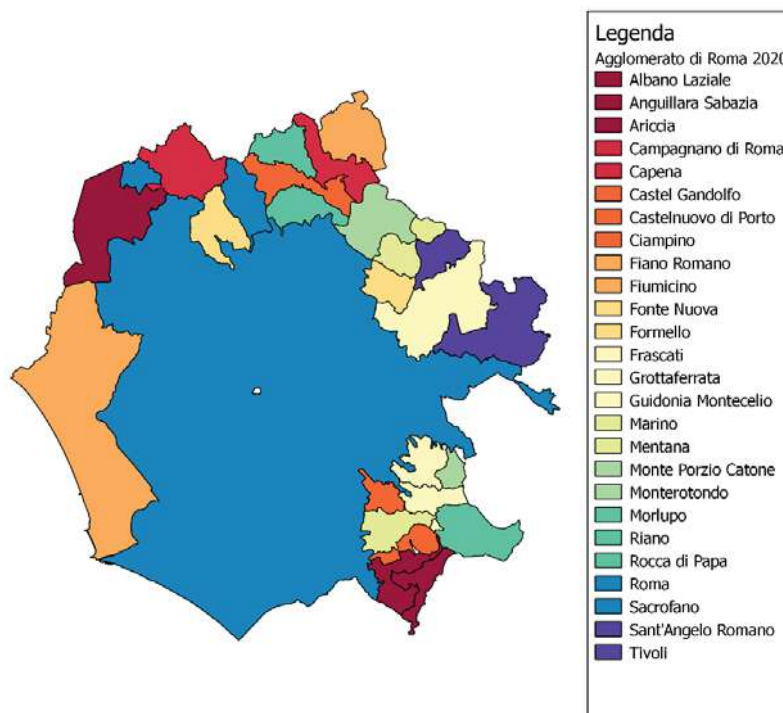 Legenda
Agglomerato di Roma 2020
Albano Laziale
Anguillara Sabazia
Ariccia
Campagnano di Roma
Capena
Castel Gandolfo
Castelnuovo di Porto
Ciampino
Fiano Romano
Fiumicino
Fonte Nuova
Formello
Frascati
Grottaferrata
Guidonia Montecelio
Marino
Mentana
Monte Porzio Catone
Monterotondo
Morlupo
Riano
Rocca di Papa
Roma
Sacrofano
Sant'Angelo Romano
Tivoli